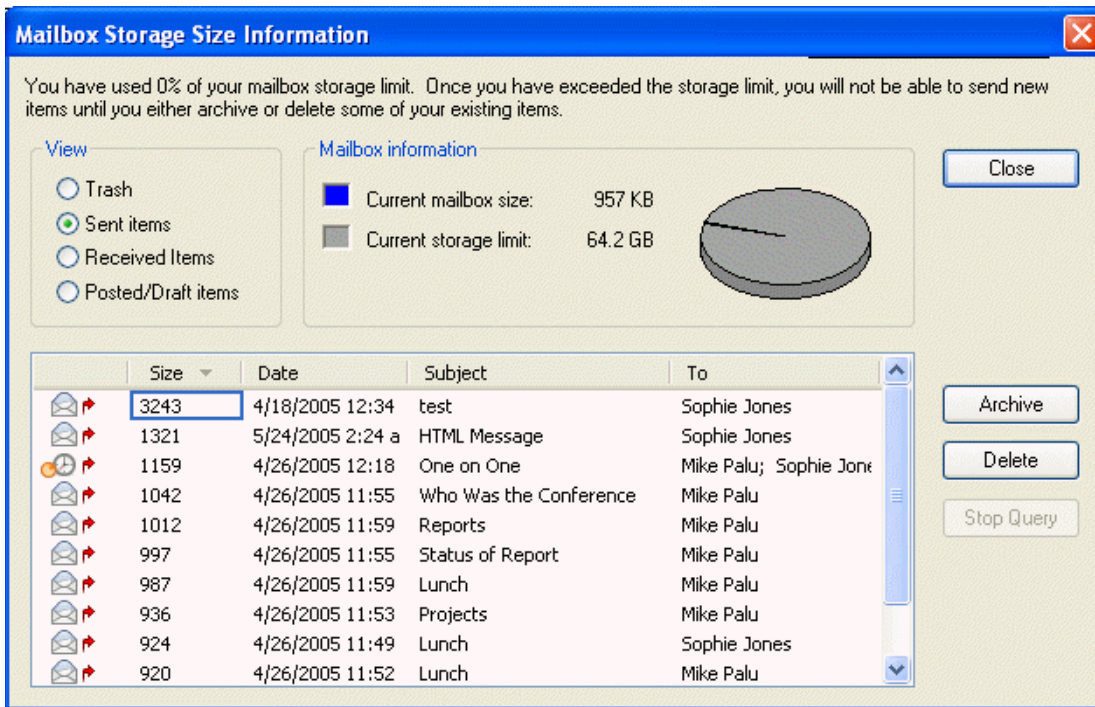 Mailbox Storage Size Information
You have used 0% of your mailbox storage limit. Once you have exceeded the storage limit, you will not be able to send new
items until you either archive or delete some of your existing items.
View
Trash
Sent items
Received Items
Posted/Draft items
Mailbox information
Current mailbox size: 957 KB
Current storage limit: 64.2 GB
Close
Size Date Subject To
3243 4/18/2005 12:34 test Sophie Jones
1321 5/24/2005 2:24 a HTML Message Sophie Jones
1159 4/26/2005 12:18 One on One Mike Palu; Sophie Jone
1042 4/26/2005 11:55 Who Was the Conference Mike Palu
1012 4/26/2005 11:59 Reports Mike Palu
997 4/26/2005 11:55 Status of Report Mike Palu
987 4/26/2005 11:59 Lunch Mike Palu
936 4/26/2005 11:53 Projects Mike Palu
924 4/26/2005 11:49 Lunch Sophie Jones
920 4/26/2005 11:52 Lunch Mike Palu
Archive
Delete
Stop Query